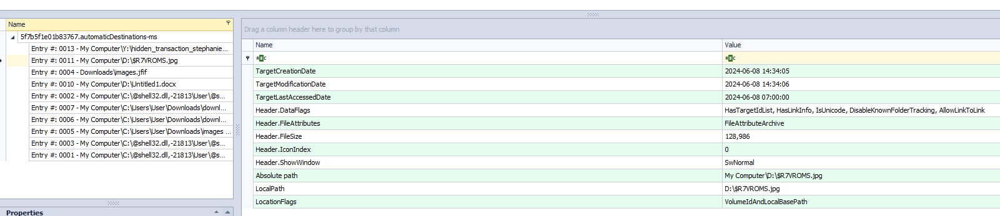 Drag a column header here to group by that column
Name
5f7b5f1e01b83767.automaticDestinations-ms
Entry #: 0013 - My Computer\Y:\hidden_transaction_stephanie...
Entry #: 0011 - My Computer\D:\$R7VROMS.jpg
Entry #: 0004 - Downloads\images.jfif
Entry #: 0010 - My Computer\D:\Untitled1.docx
Entry #: 0002 - My Computer\C:\@shell32.dll,-21813\User\@s...
Entry #: 0007 - My Computer\C:\Users\User\Downloads\downl...
Entry #: 0006 - My Computer\C:\Users\User\Downloads\downl...
Entry #: 0005 - My Computer\C:\Users\User\Downloads\images ...
Entry #: 0003 - My Computer\C:\@shell32.dll,-21813\User\@s...
Entry #: 0001 - My Computer\C:\@shell32.dll,-21813\User\@s...
Properties
Name Value
ABC ABC
TargetCreationDate 2024-06-08 14:34:05
TargetModificationDate 2024-06-08 14:34:06
TargetLastAccessedDate 2024-06-08 07:00:00
Header.DataFlags HasTargetIdList, HasLinkInfo, IsUnicode, DisableKnownFolderTracking, AllowLinkToLink
Header.FileAttributes FileAttributeArchive
Header.FileSize 128,986
Header.IconIndex 0
Header.ShowWindow SwNormal
Absolute path My Computer\D:\$R7VROMS.jpg
LocalPath D:\$R7VROMS.jpg
LocationFlags VolumeIdAndLocalBasePath